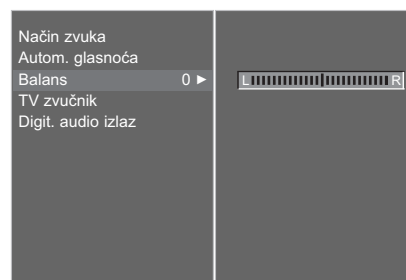 Način zvuka
Autom. glasnoća
Balans 0 ►
TV zvučnik
Digit. audio izlaz
L R